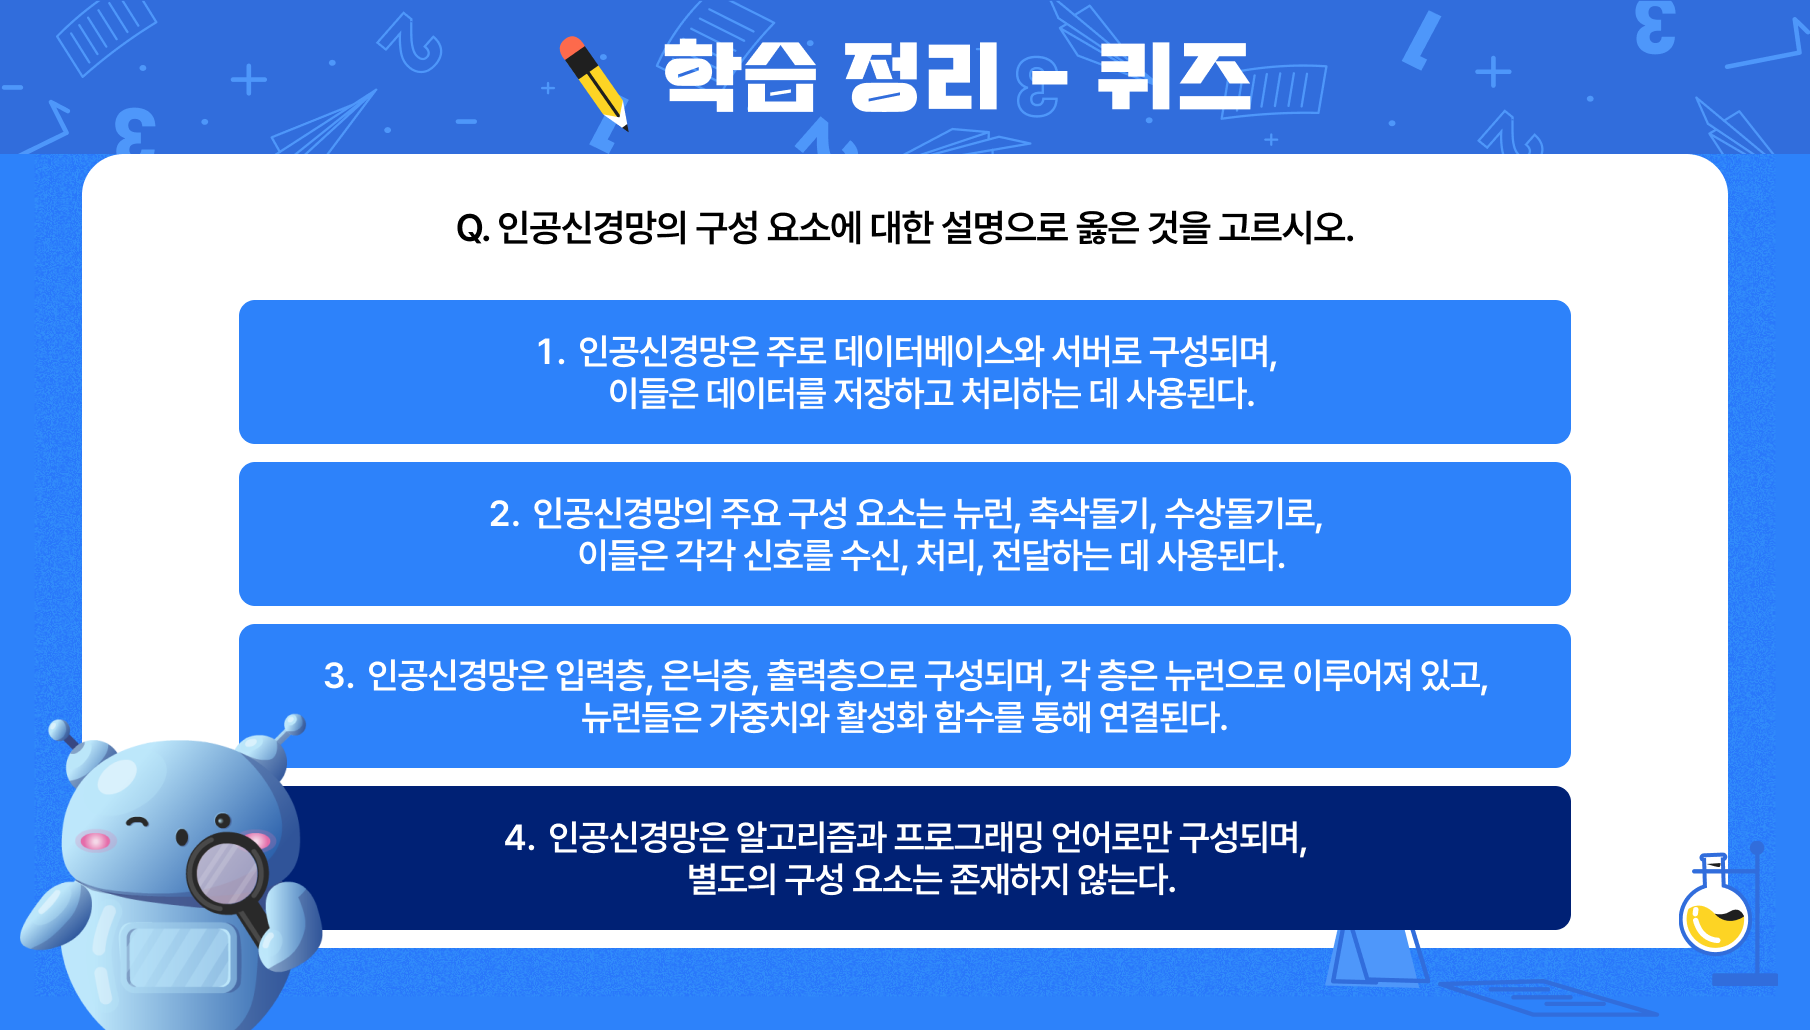 학습 정리 - 퀴즈
Q. 인공신경망의 구성 요소에 대한 설명으로 옳은 것을 고르시오.
1. 인공신경망은 주로 데이터베이스와 서버로 구성되며,
이들은 데이터를 저장하고 처리하는 데 사용된다.
2. 인공신경망의 주요 구성 요소는 뉴런, 축삭돌기, 수상돌기로,
이들은 각각 신호를 수신, 처리, 전달하는 데 사용된다.
3. 인공신경망은 입력층, 은닉층, 출력층으로 구성되며, 각 층은 뉴런으로 이루어져 있고,
뉴런들은 가중치와 활성화 함수를 통해 연결된다.
4. 인공신경망은 알고리즘과 프로그래밍 언어로만 구성되며,
별도의 구성 요소는 존재하지 않는다.